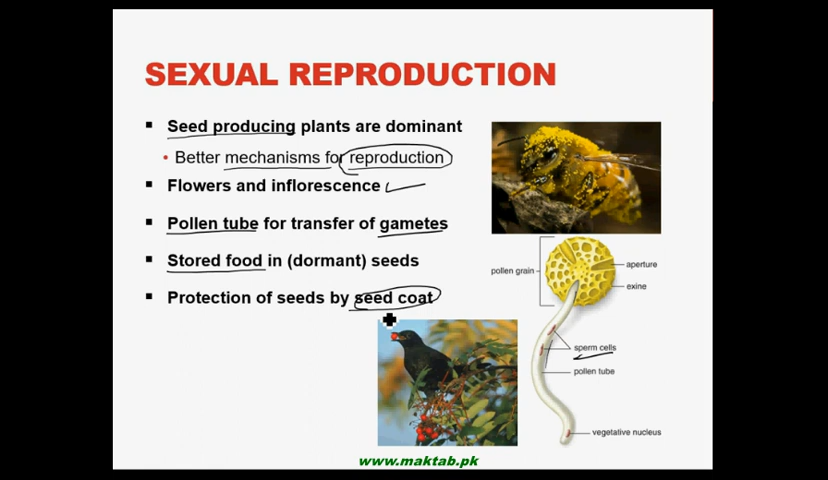 SEXUAL REPRODUCTION
Seed producing plants are dominant
Better mechanisms for reproduction
Flowers and inflorescence
Pollen tube for transfer of gametes
Stored food in (dormant) seeds
Protection of seeds by seed coat
pollen grain
aperture
exine
sperm cells
pollen tube
vegetative nucleus
www.maktab.pk